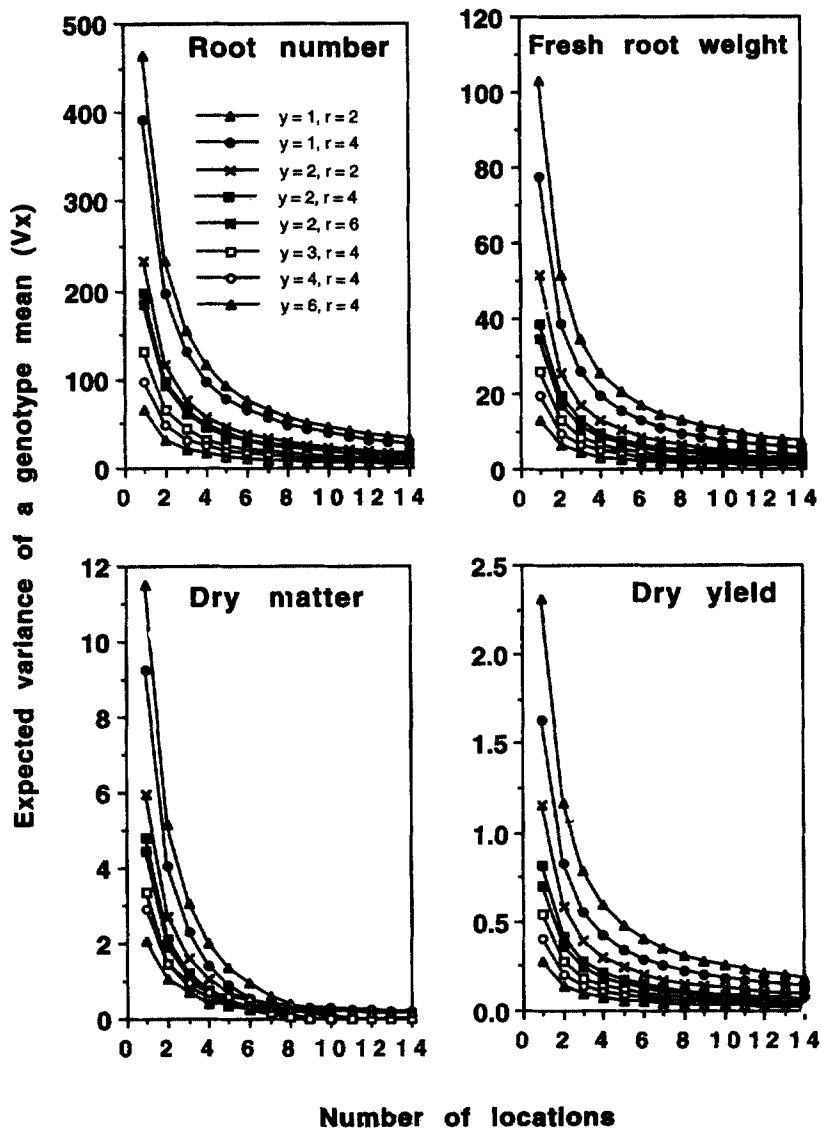 Expected variance of a genotype mean (Vx)
Root number
500
400
300
200
100
0
0 2 4 6 8 10 12 14
y = 1, r = 2
y = 1, r = 4
y = 2, r = 2
y = 2, r = 4
y = 2, r = 6
y = 3, r = 4
y = 4, r = 4
y = 6, r = 4
Fresh root weight
120
100
80
60
40
20
0
0 2 4 6 8 10 12 14
Dry matter
12
10
8
6
4
2
0
0 2 4 6 8 10 12 14
Dry yield
2.5
2.0
1.5
1.0
0.5
0.0
0 2 4 6 8 10 12 14
Number of locations